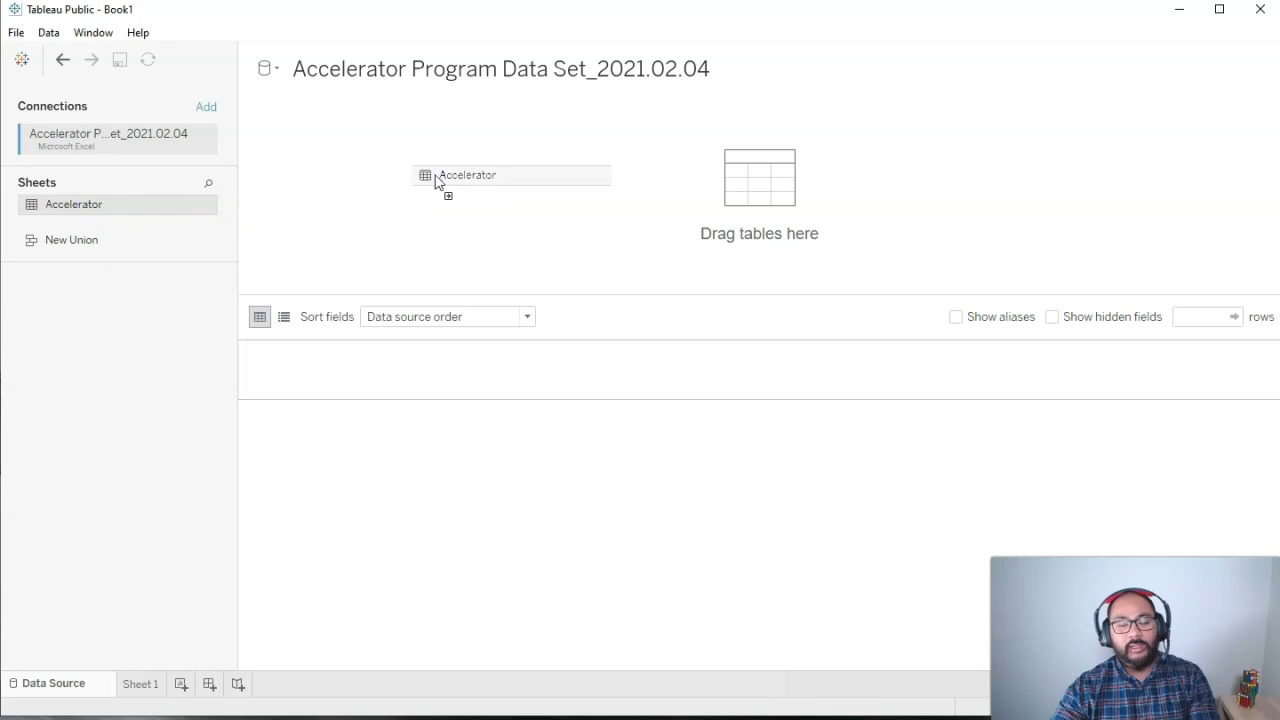 Tableau Public - Book1
File Data Window Help
Accelerator Program Data Set_2021.02.04
Connections Add
Accelerator P...et_2021.02.04
Microsoft Excel
Sheets
Accelerator
New Union
Accelerator
Drag tables here
Sort fields Data source order Show aliases Show hidden fields rows
Data Source Sheet 1